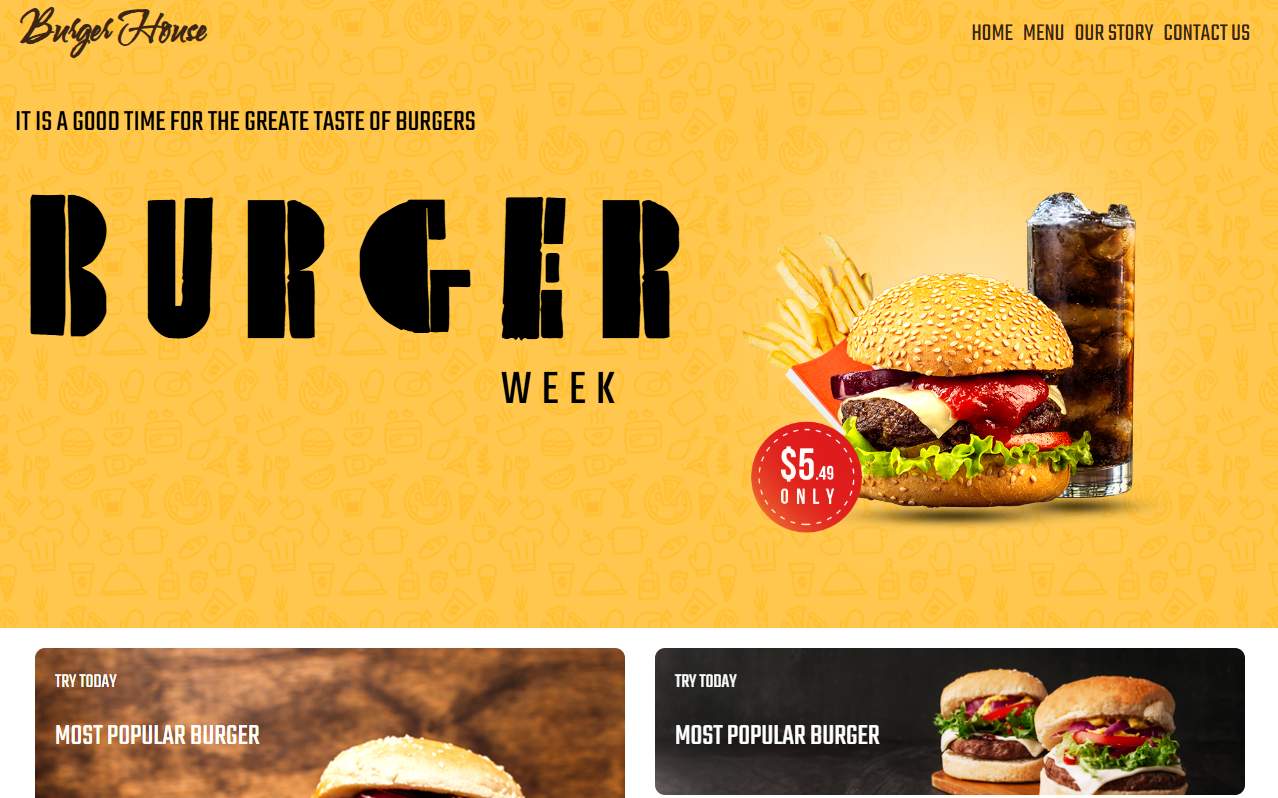 Burger House
HOME MENU OUR STORY CONTACT US
IT IS A GOOD TIME FOR THE GREATE TASTE OF BURGERS
BURGER
WEEK
$5.49
ONLY
TRY TODAY
MOST POPULAR BURGER
TRY TODAY
MOST POPULAR BURGER